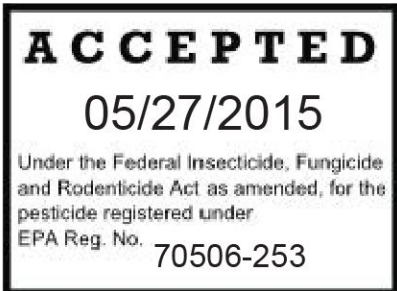 ACCEPTED
05/27/2015
Under the Federal Insecticide, Fungicide
and Rodenticide Act as amended, for the
pesticide registered under
EPA Reg. No. 70506-253